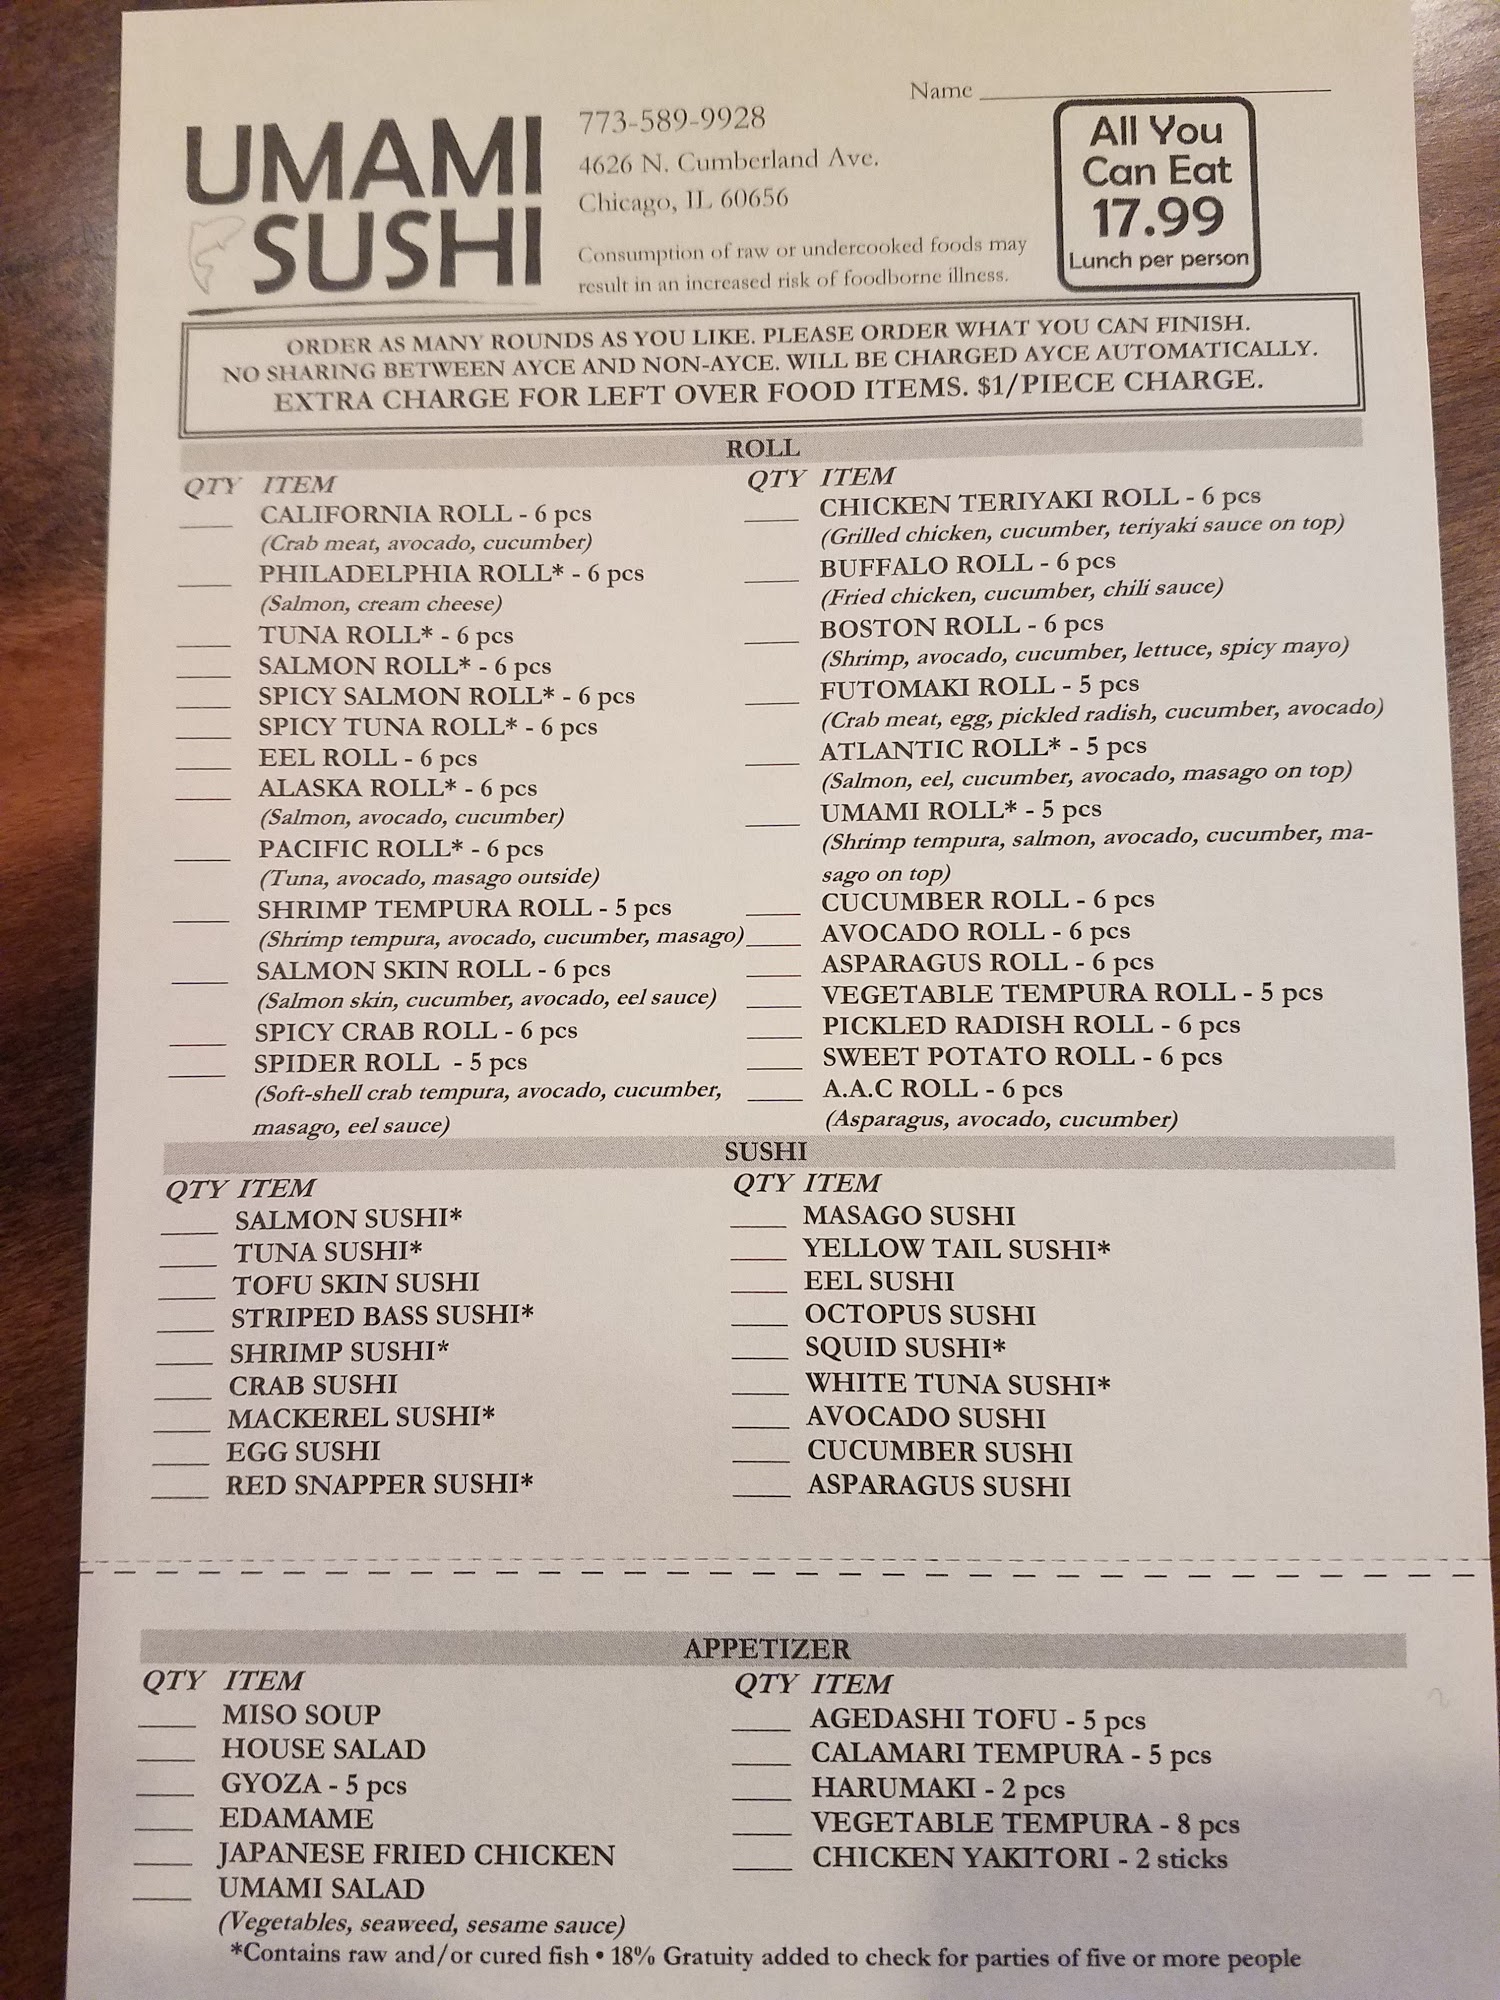 Name
UMAMI
SUSHI
773-589-9928
4626 N. Cumberland Ave.
Chicago, IL 60656
Consumption of raw or undercooked foods may
result in an increased risk of foodborne illness.
All You
Can Eat
17.99
Lunch per person
ORDER AS MANY ROUNDS AS YOU LIKE. PLEASE ORDER WHAT YOU CAN FINISH.
NO SHARING BETWEEN AYCE AND NON-AYCE. WILL BE CHARGED AYCE AUTOMATICALLY.
EXTRA CHARGE FOR LEFT OVER FOOD ITEMS. $1/PIECE CHARGE.
ROLL
QTY ITEM
CALIFORNIA ROLL - 6 pcs
(Crab meat, avocado, cucumber)
PHILADELPHIA ROLL* - 6 pcs
(Salmon, cream cheese)
TUNA ROLL* - 6 pcs
SALMON ROLL* - 6 pcs
SPICY SALMON ROLL* - 6 pcs
SPICY TUNA ROLL* - 6 pcs
EEL ROLL - 6 pcs
ALASKA ROLL* - 6 pcs
(Salmon, avocado, cucumber)
PACIFIC ROLL* - 6 pcs
(Tuna, avocado, masago outside)
SHRIMP TEMPURA ROLL - 5 pcs
(Shrimp tempura, avocado, cucumber, masago)
SALMON SKIN ROLL - 6 pcs
(Salmon skin, cucumber, avocado, eel sauce)
SPICY CRAB ROLL - 6 pcs
SPIDER ROLL - 5 pcs
(Soft-shell crab tempura, avocado, cucumber,
masago, eel sauce)
QTY ITEM
CHICKEN TERIYAKI ROLL - 6 pcs
(Grilled chicken, cucumber, teriyaki sauce on top)
BUFFALO ROLL - 6 pcs
(Fried chicken, cucumber, chili sauce)
BOSTON ROLL - 6 pcs
(Shrimp, avocado, cucumber, lettuce, spicy mayo)
FUTOMAKI ROLL - 5 pcs
(Crab meat, egg, pickled radish, cucumber, avocado)
ATLANTIC ROLL* - 5 pcs
(Salmon, eel, cucumber, avocado, masago on top)
UMAMI ROLL* - 5 pcs
(Shrimp tempura, salmon, avocado, cucumber, ma-
sago on top)
CUCUMBER ROLL - 6 pcs
AVOCADO ROLL - 6 pcs
ASPARAGUS ROLL - 6 pcs
VEGETABLE TEMPURA ROLL - 5 pcs
PICKLED RADISH ROLL - 6 pcs
SWEET POTATO ROLL - 6 pcs
A.A.C ROLL - 6 pcs
(Asparagus, avocado, cucumber)
SUSHI
QTY ITEM
SALMON SUSHI*
TUNA SUSHI*
TOFU SKIN SUSHI
STRIPED BASS SUSHI*
SHRIMP SUSHI*
CRAB SUSHI
MACKEREL SUSHI*
EGG SUSHI
RED SNAPPER SUSHI*
QTY ITEM
MASAGO SUSHI
YELLOW TAIL SUSHI*
EEL SUSHI
OCTOPUS SUSHI
SQUID SUSHI*
WHITE TUNA SUSHI*
AVOCADO SUSHI
CUCUMBER SUSHI
ASPARAGUS SUSHI
APPETIZER
QTY ITEM
MISO SOUP
HOUSE SALAD
GYOZA - 5 pcs
EDAMAME
JAPANESE FRIED CHICKEN
UMAMI SALAD
(Vegetables, seaweed, sesame sauce)
QTY ITEM
AGEDASHI TOFU - 5 pcs
CALAMARI TEMPURA - 5 pcs
HARUMAKI - 2 pcs
VEGETABLE TEMPURA - 8 pcs
CHICKEN YAKITORI - 2 sticks
*Contains raw and/or cured fish • 18% Gratuity added to check for parties of five or more people